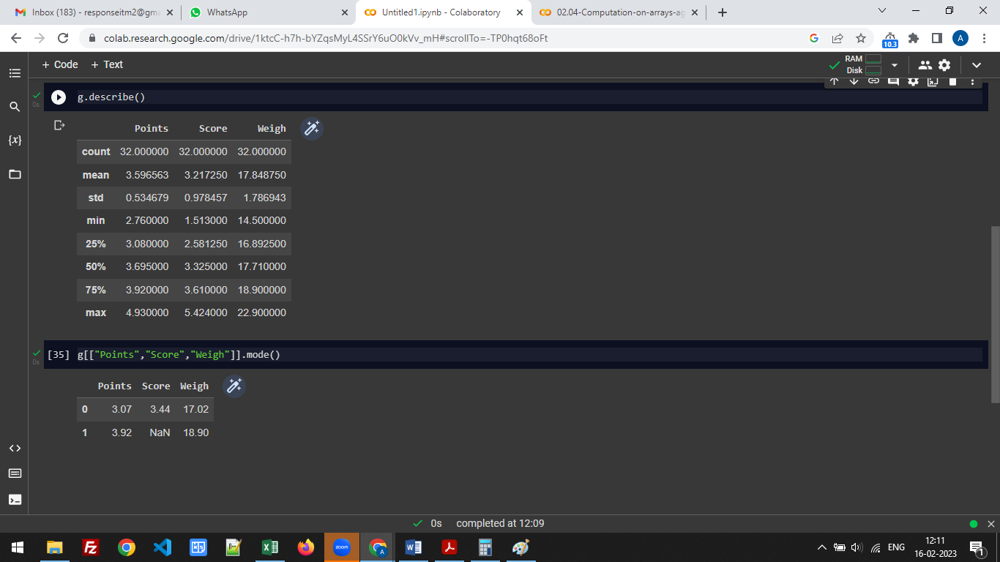 Inbox (183) - responseitm2@gma
WhatsApp
Untitled1.ipynb - Colaboratory
02.04-Computation-on-arrays-ag
colab.research.google.com/drive/1ktcC-h7h-bYZqsMyL4SSrY6uO0kVv_mH#scrollTo=-TP0hqt68oFt
10.3
A
+ Code + Text
RAM
Disk
0s
g.describe()
Points Score Weigh
count 32.000000 32.000000 32.000000
mean 3.596563 3.217250 17.848750
std 0.534679 0.978457 1.786943
min 2.760000 1.513000 14.500000
25% 3.080000 2.581250 16.892500
50% 3.695000 3.325000 17.710000
75% 3.920000 3.610000 18.900000
max 4.930000 5.424000 22.900000
0s
[35] g[["Points","Score","Weigh"]].mode()
Points Score Weigh
0 3.07 3.44 17.02
1 3.92 NaN 18.90
{x}
0s completed at 12:09
zoom
A
ENG
12:11
16-02-2023
1